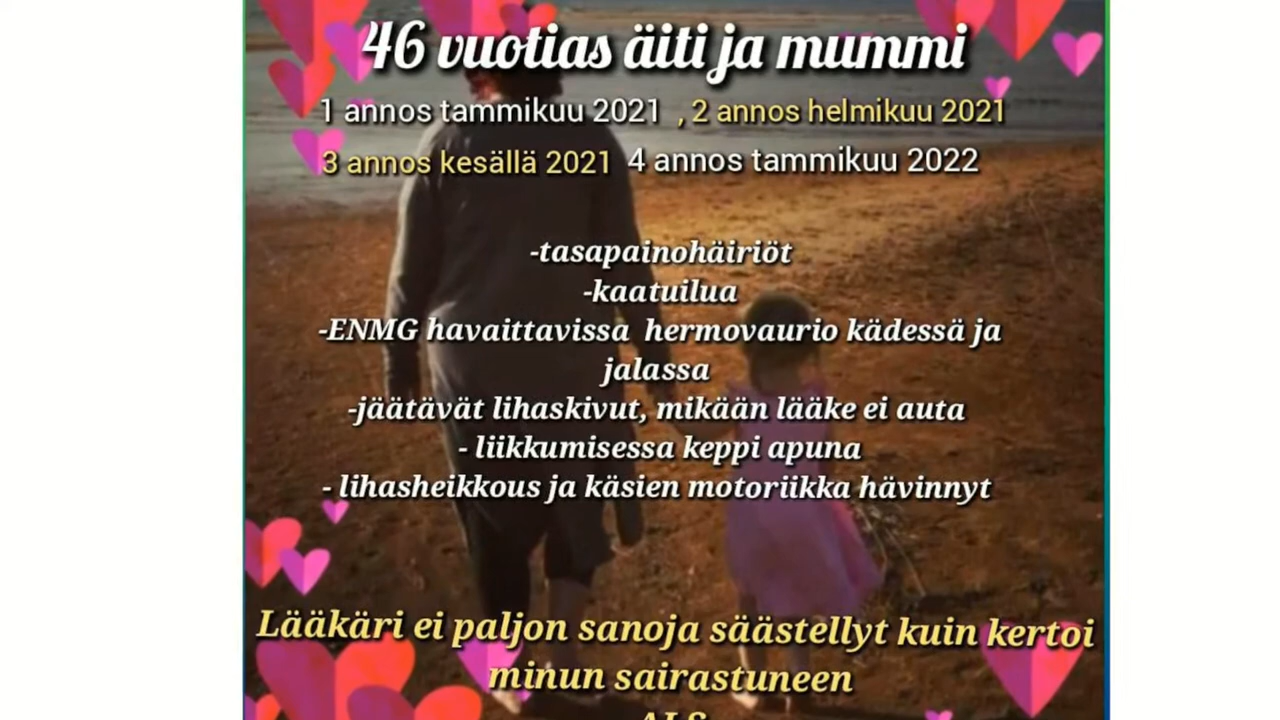 46 vuotias äiti ja mummi
1 annos tammikuu 2021 , 2 annos helmikuu 2021
3 annos kesällä 2021 4 annos tammikuu 2022
-tasapainohäiriöt
-kaatuilua
-ENMG havaittavissa hermovaurio kädessä ja
jalassa
-jäätävät lihaskivut, mikään lääke ei auta
- liikkumisessa keppi apuna
- lihasheikkous ja käsien motoriikka hävinnyt
Lääkäri ei paljon sanoja säästellyt kuin kertoi
minun sairastuneen
ALS